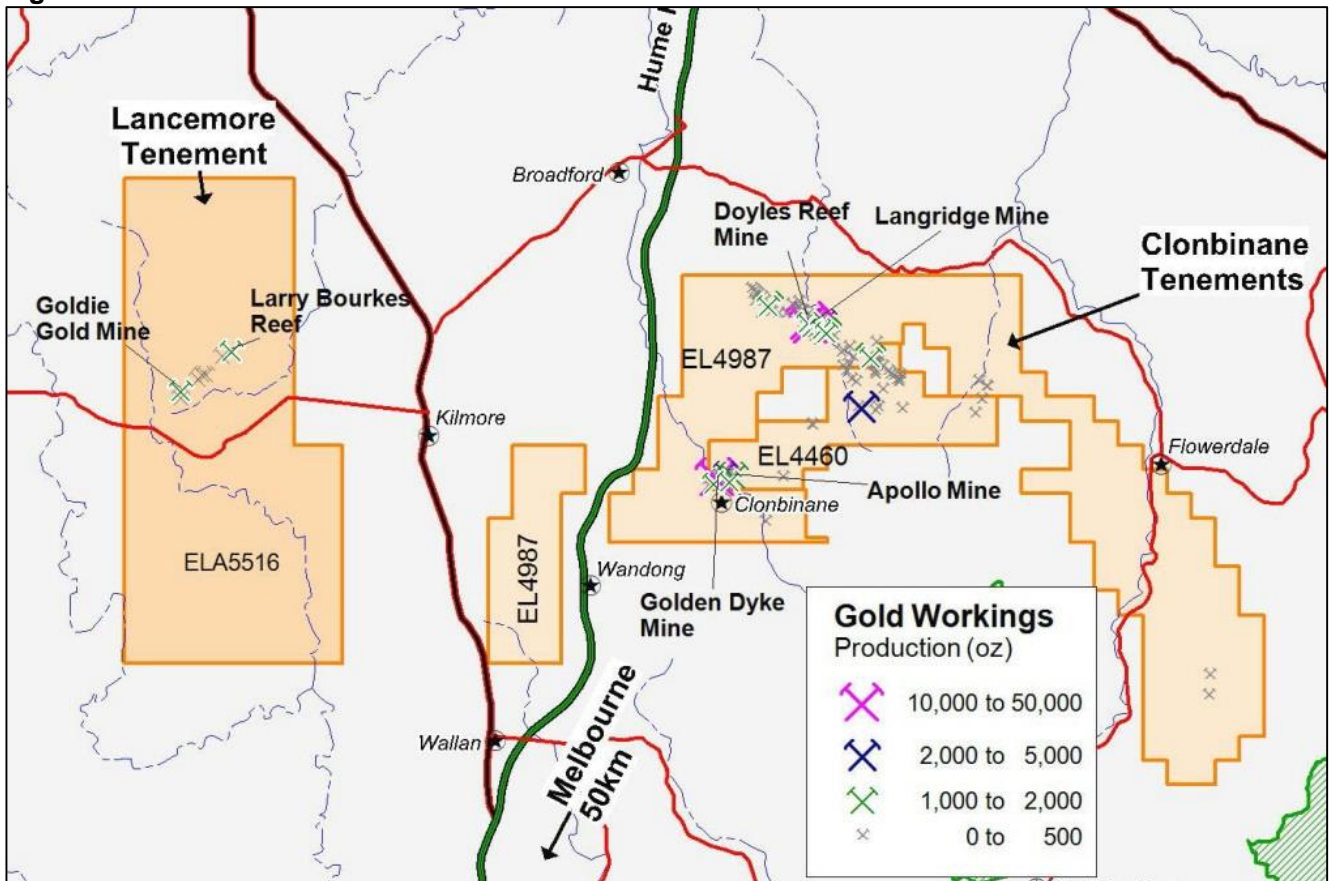 Hume
Lancemore
Tenement
Broadford
Doyles Reef
Mine
Langridge Mine
Clonbinane
Tenements
Goldie
Gold Mine
Larry Bourkes
Reef
EL4987
Kilmore
EL4460
Flowerdale
Apollo Mine
Clonbinane
ELA5516
EL4987
Wandong
Golden Dyke
Mine
Wallan
Melbourne
50km
Gold Workings
Production (oz)
10,000 to 50,000
2,000 to 5,000
1,000 to 2,000
0 to 500